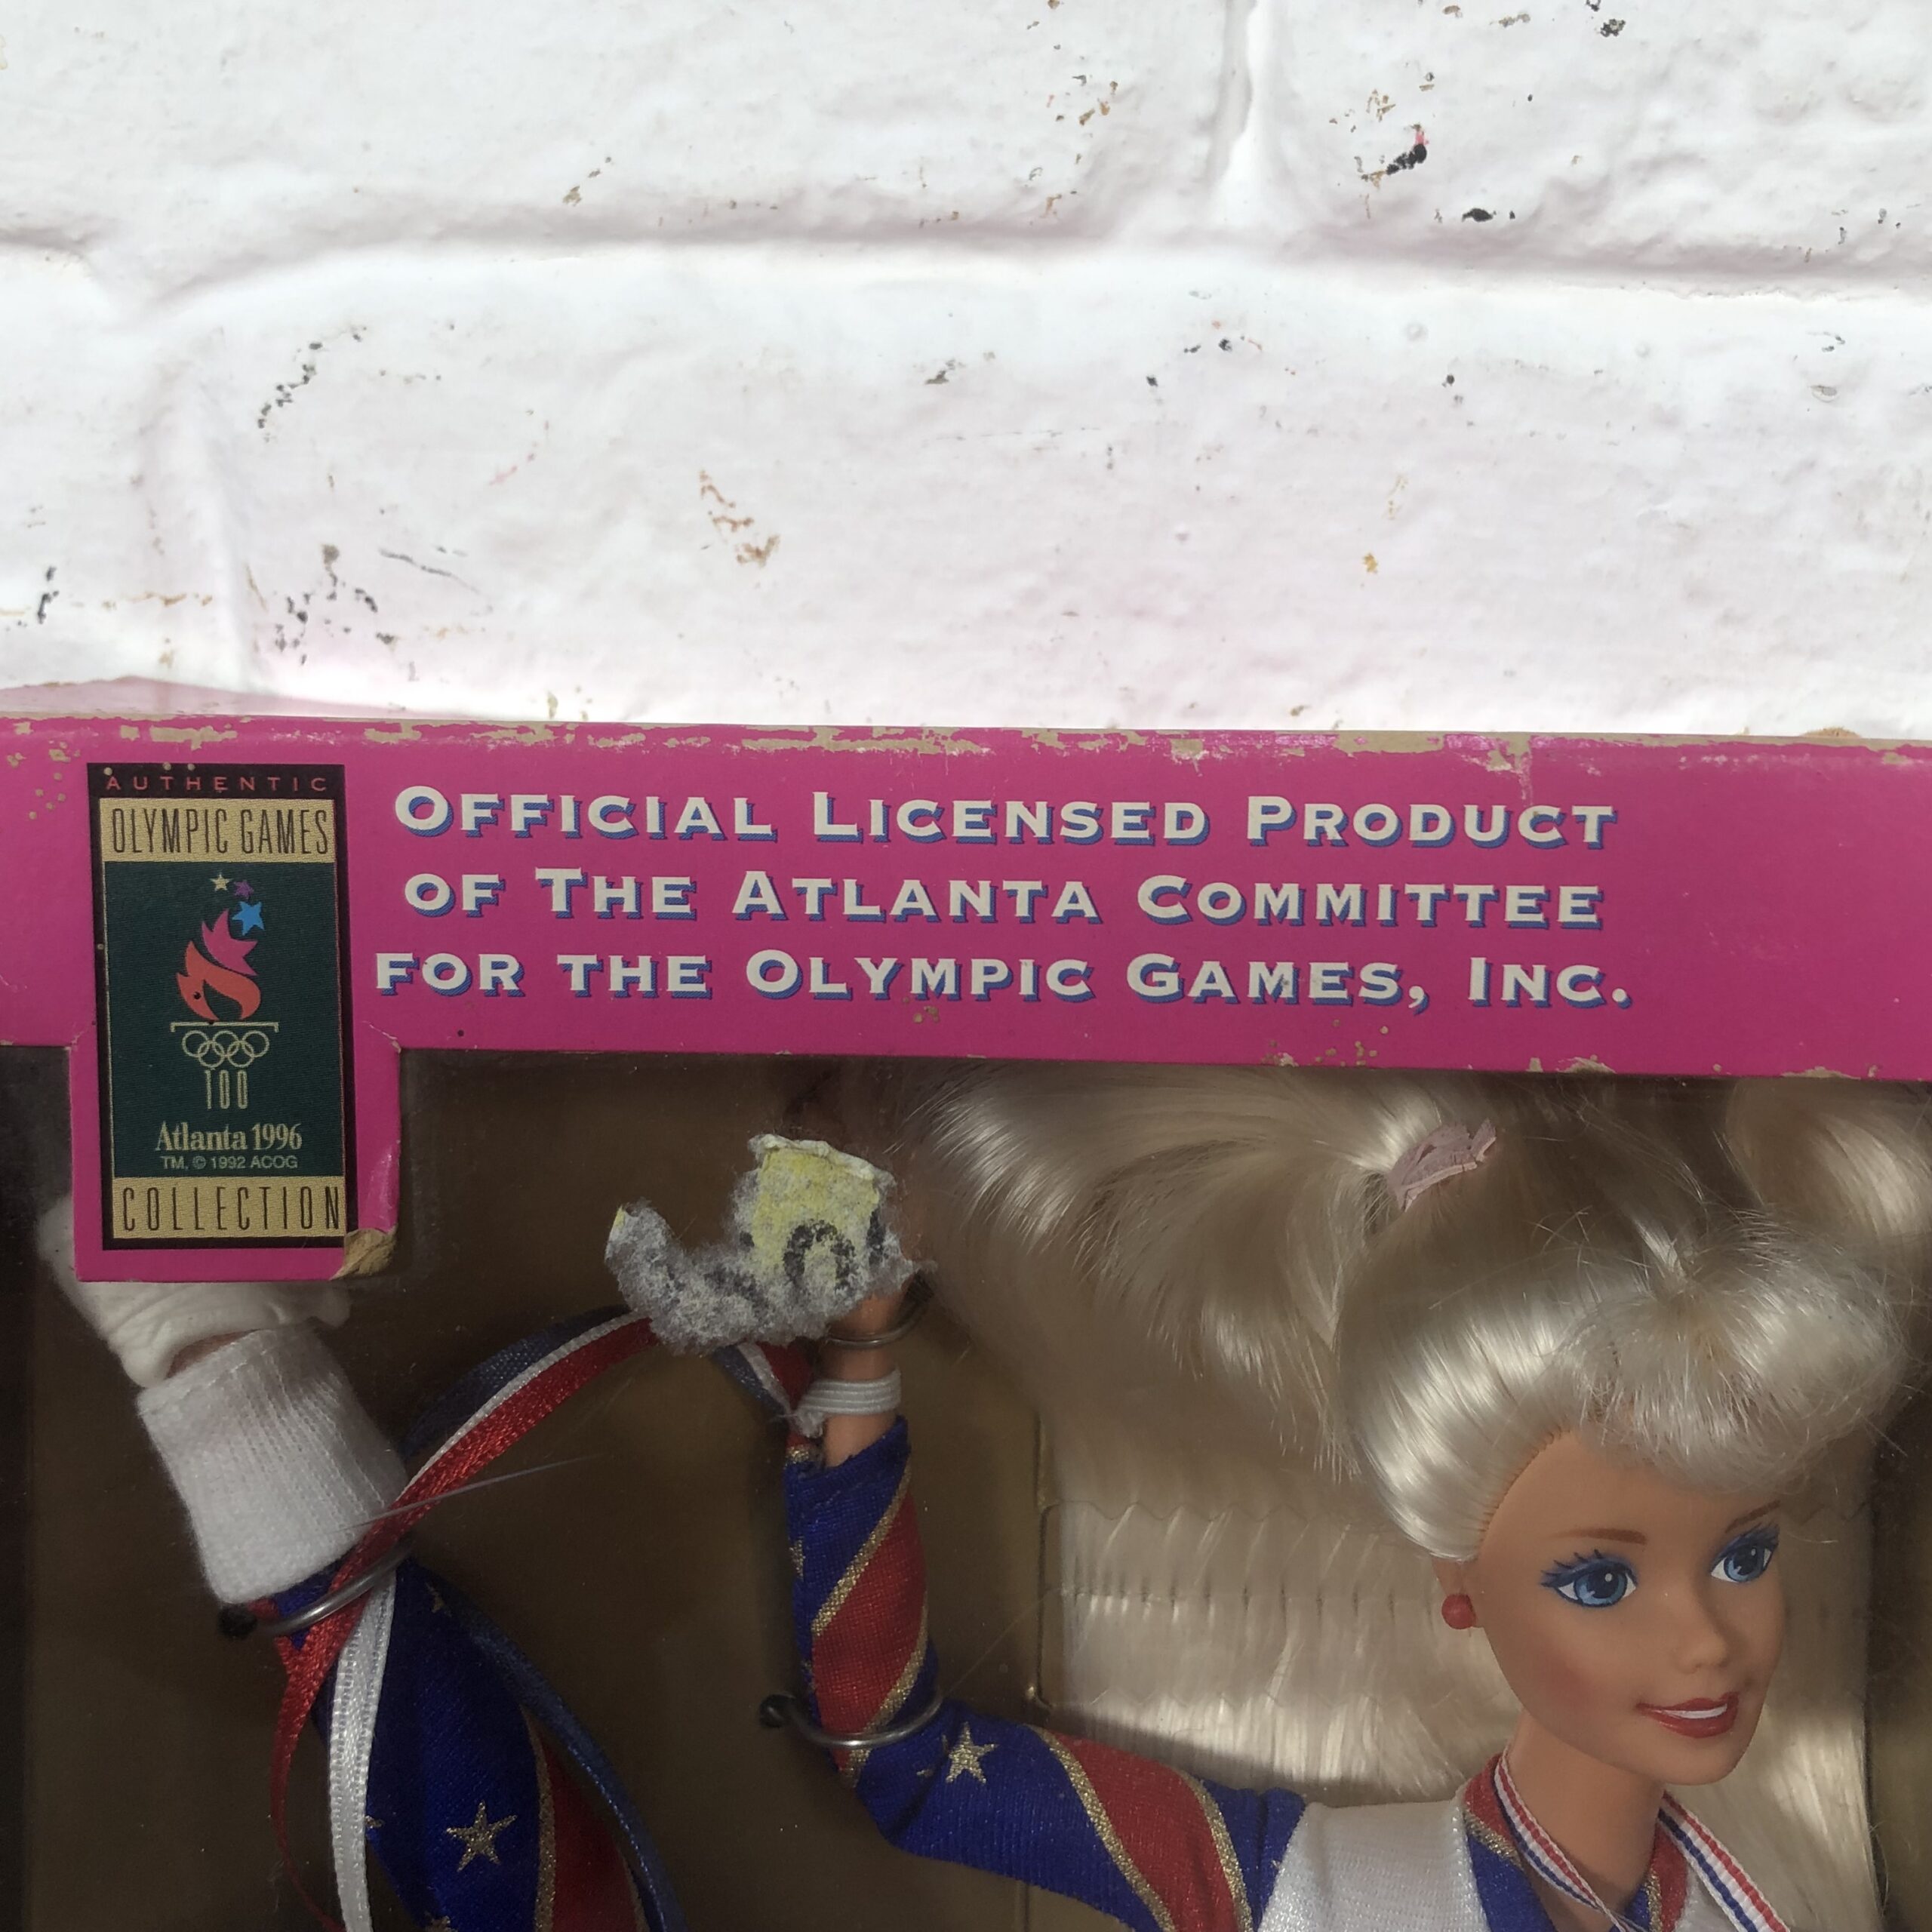 AUTHENTIC
OLYMPIC GAMES
100
Atlanta 1996
TM, © 1992 ACOG
COLLECTION
OFFICIAL LICENSED PRODUCT
OF THE ATLANTA COMMITTEE
FOR THE OLYMPIC GAMES, INC.